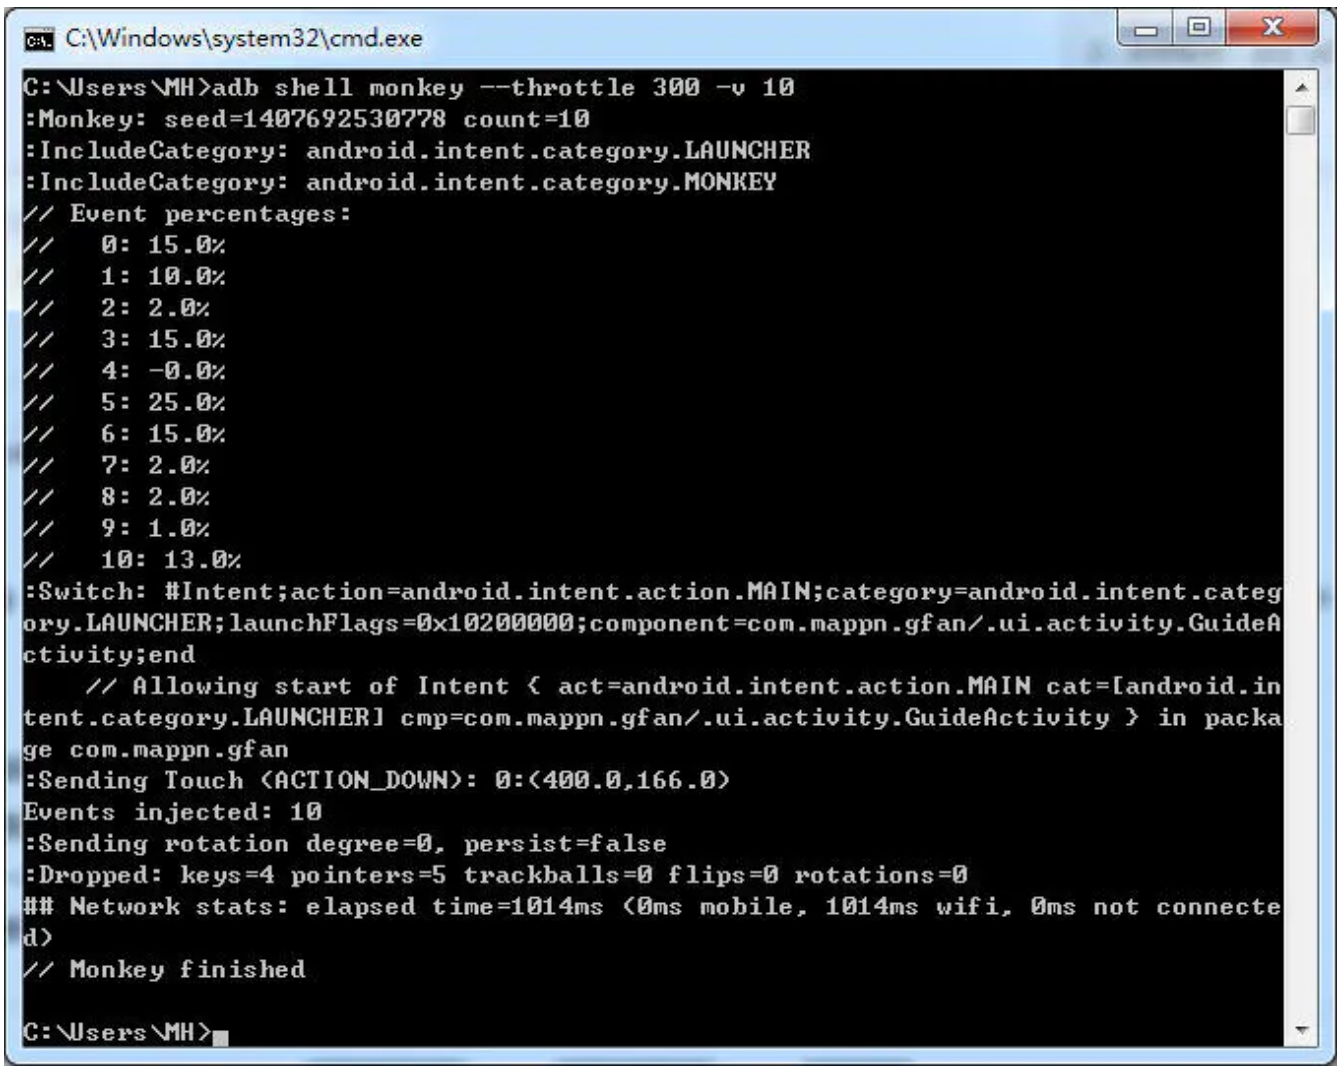 C:\Windows\system32\cmd.exe
C:\Users\MH>adb shell monkey --throttle 300 -v 10
:Monkey: seed=1407692530778 count=10
:IncludeCategory: android.intent.category.LAUNCHER
:IncludeCategory: android.intent.category.MONKEY
// Event percentages:
//   0: 15.0%
//   1: 10.0%
//   2: 2.0%
//   3: 15.0%
//   4: -0.0%
//   5: 25.0%
//   6: 15.0%
//   7: 2.0%
//   8: 2.0%
//   9: 1.0%
//   10: 13.0%
:Switch: #Intent;action=android.intent.action.MAIN;category=android.intent.categ
ory.LAUNCHER;launchFlags=0x10200000;component=com.mappn.gfan/.ui.activity.GuideA
ctivity;end
    // Allowing start of Intent { act=android.intent.action.MAIN cat=[android.in
tent.category.LAUNCHER] cmp=com.mappn.gfan/.ui.activity.GuideActivity } in packa
ge com.mappn.gfan
:Sending Touch (ACTION_DOWN): 0:(400.0,166.0)
Events injected: 10
:Sending rotation degree=0, persist=false
:Dropped: keys=4 pointers=5 trackballs=0 flips=0 rotations=0
## Network stats: elapsed time=1014ms (0ms mobile, 1014ms wifi, 0ms not connecte
d)
// Monkey finished
C:\Users\MH>